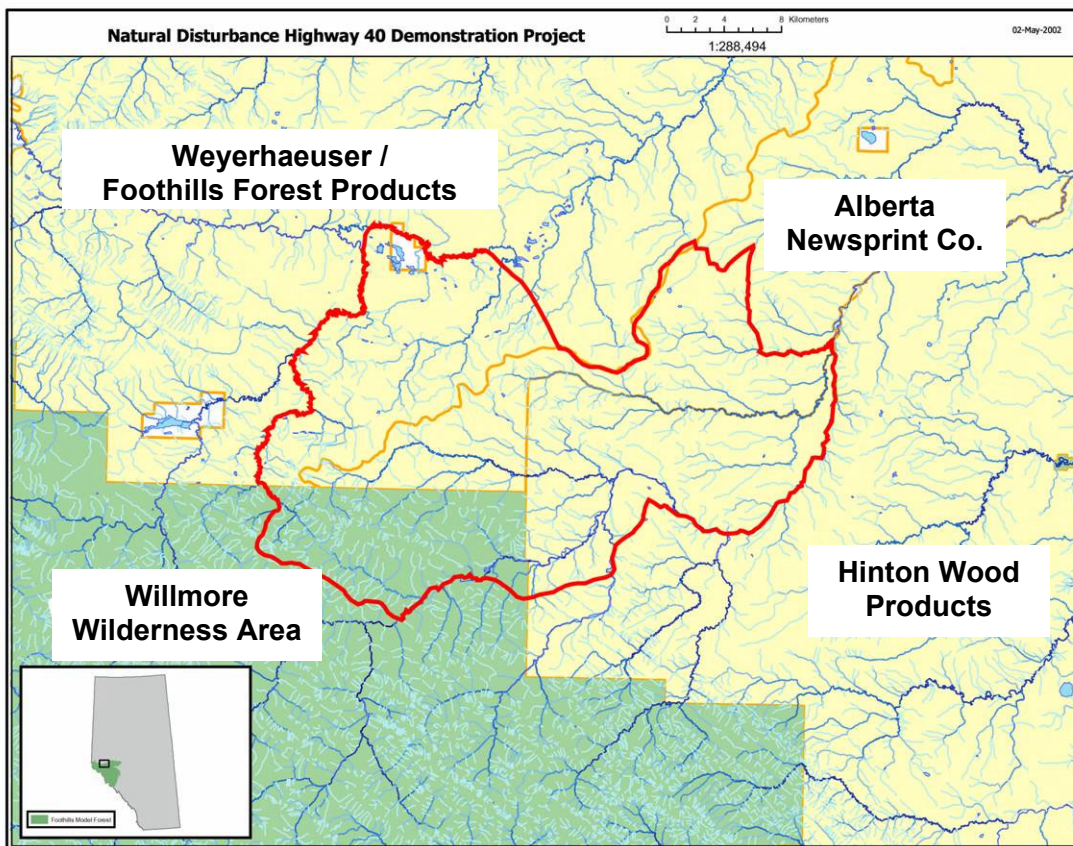 Natural Disturbance Highway 40 Demonstration Project
0 2 4 8 Kilometers
1:288,494
02-May-2002
Weyerhaeuser /
Foothills Forest Products
Alberta
Newsprint Co.
Hinton Wood
Products
Willmore
Wilderness Area
Foothills Model Forest